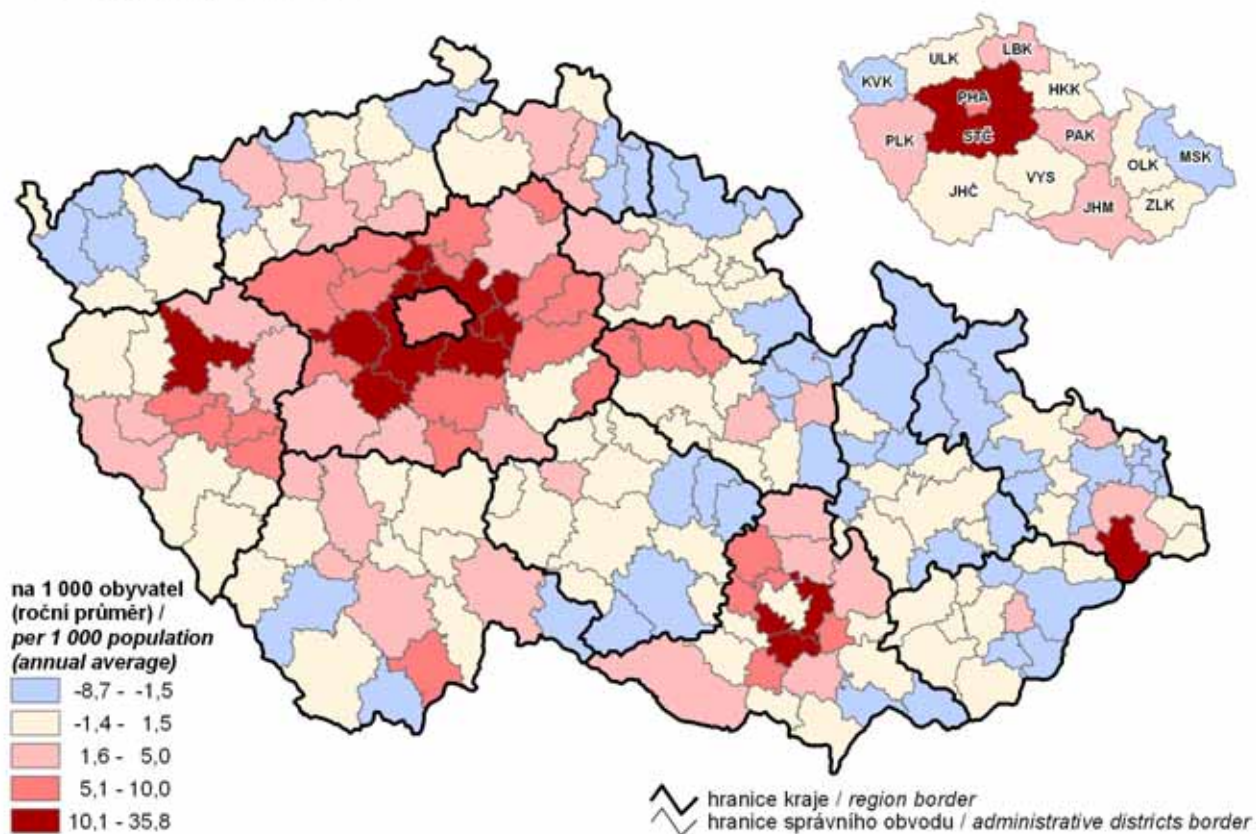 ULK
LBK
KVK
HKK
PHA
PLK
STČ
PAK
MSK
OLK
VYS
JHČ
JHM
ZLK
na 1 000 obyvatel
(roční průměr) /
per 1 000 population
(annual average)
-8,7 - -1,5
-1,4 - 1,5
1,6 - 5,0
5,1 - 10,0
10,1 - 35,8
hranice kraje / region border
hranice správního obvodu / administrative districts border